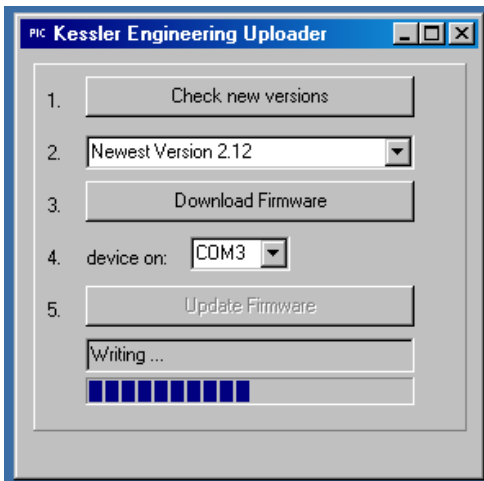 PIC Kessler Engineering Uploader
1. Check new versions
2. Newest Version 2.12
3. Download Firmware
4. device on: COM3
5. Update Firmware
Writing ...